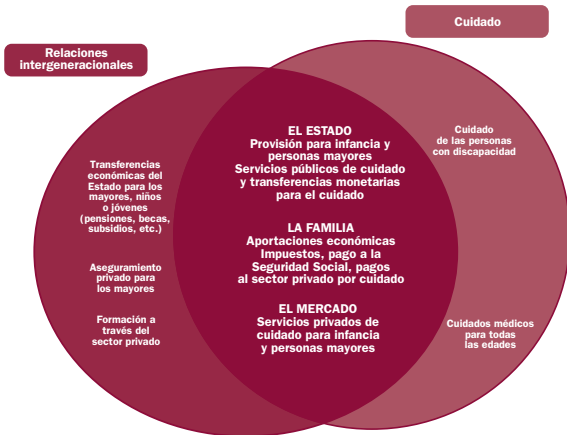 Cuidado
Relaciones
intergeneracionales
EL ESTADO
Provisión para infancia y
personas mayores
Servicios públicos de cuidado
y transferencias monetarias
para el cuidado
LA FAMILIA
Aportaciones económicas
Impuestos, pago a la
Seguridad Social, pagos
al sector privado por cuidado
EL MERCADO
Servicios privados de
cuidado para infancia
y personas mayores
Transferencias
económicas del
Estado para los
mayores, niños
o jóvenes
(pensiones, becas,
subsidios, etc.)
Aseguramiento
privado para
los mayores
Formación a
través del
sector privado
Cuidado
de las personas
con discapacidad
Cuidados médicos
para todas
las edades